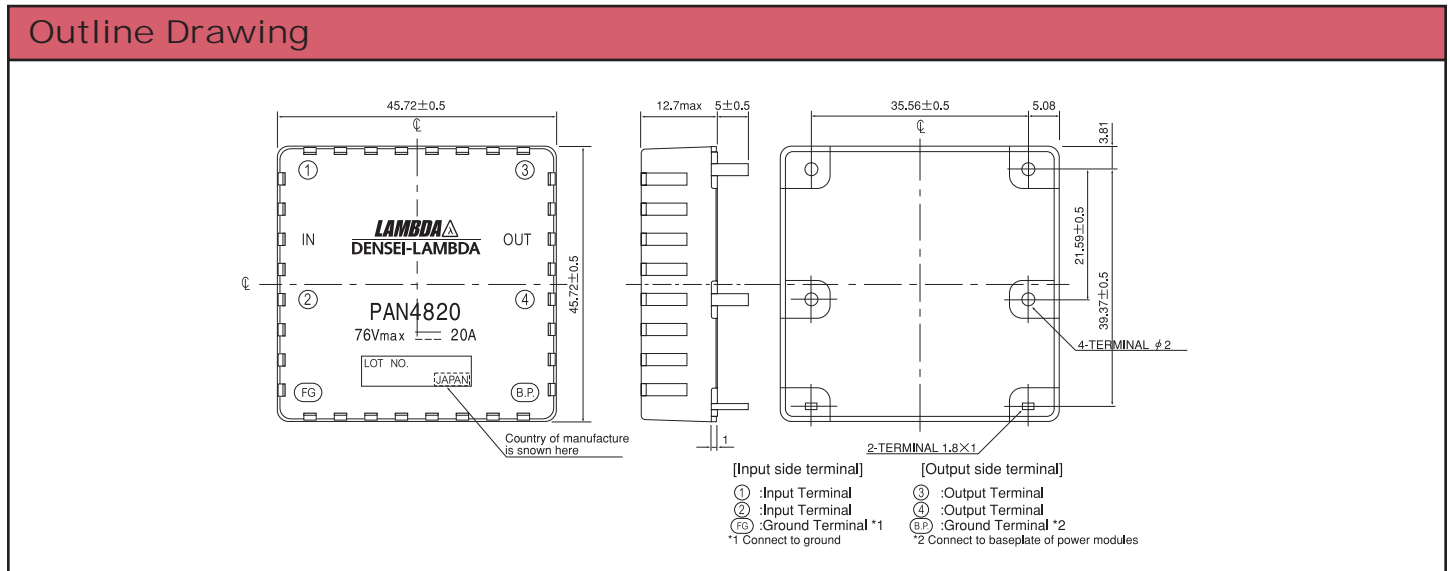 Outline Drawing
45.72±0.5
12.7max
5±0.5
35.56±0.5
5.08
℄
℄
3.81
1
3
LAMBDA
DENSEI-LAMBDA
IN
OUT
45.72±0.5
21.59±0.5
39.37±0.5
℄
2
4
PAN4820
76Vmax 20A
4-TERMINAL φ2
LOT NO.
JAPAN
FG
B.P.
Country of manufacture
is snown here
1
2-TERMINAL 1.8×1
[Input side terminal]
1 :Input Terminal
2 :Input Terminal
FG :Ground Terminal *1
*1 Connect to ground
[Output side terminal]
3 :Output Terminal
4 :Output Terminal
B.P. :Ground Terminal *2
*2 Connect to baseplate of power modules